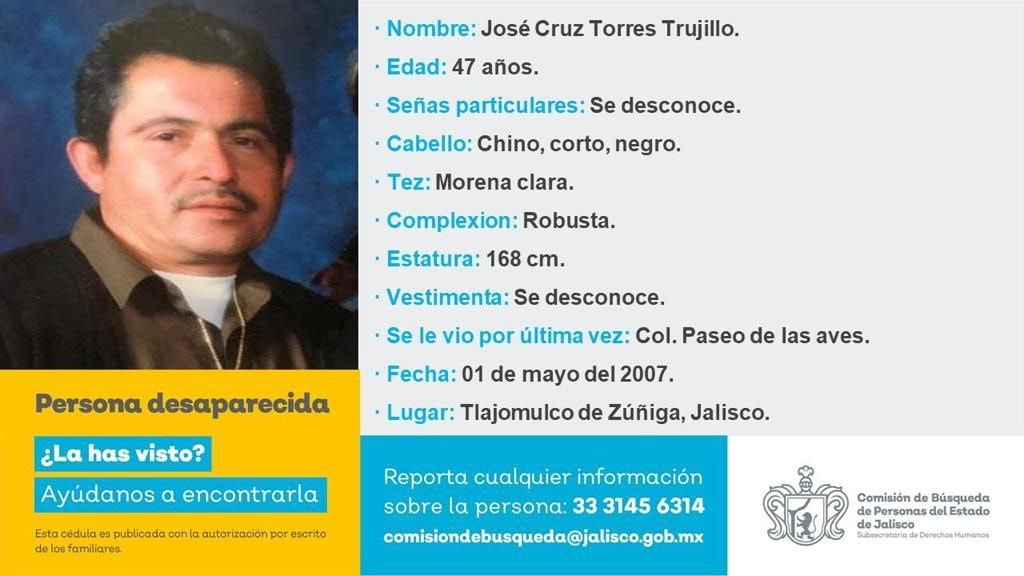 · Nombre: José Cruz Torres Trujillo.
· Edad: 47 años.
· Señas particulares: Se desconoce.
· Cabello: Chino, corto, negro.
· Tez: Morena clara.
· Complexion: Robusta.
· Estatura: 168 cm.
· Vestimenta: Se desconoce.
· Se le vio por última vez: Col. Paseo de las aves.
· Fecha: 01 de mayo del 2007.
· Lugar: Tlajomulco de Zúñiga, Jalisco.
Persona desaparecida
¿La has visto?
Ayúdanos a encontrarla
Esta cédula es publicada con la autorización por escrito
de los familiares.
Reporta cualquier información
sobre la persona: 33 3145 6314
comisiondebusqueda@jalisco.gob.mx
Comisión de Búsqueda
de Personas del Estado
de Jalisco
Subsecretaría de Derechos Humanos